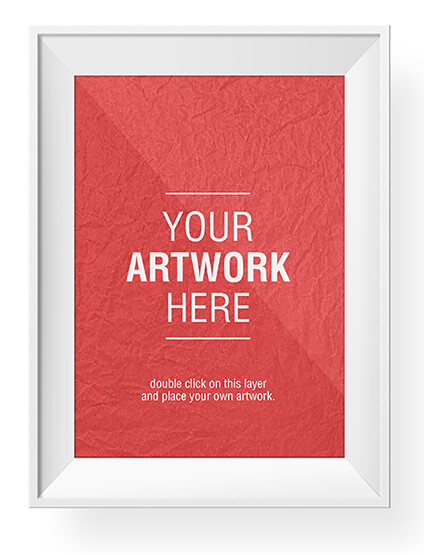 YOUR
ARTWORK
HERE
double click on this layer
and place your own artwork.